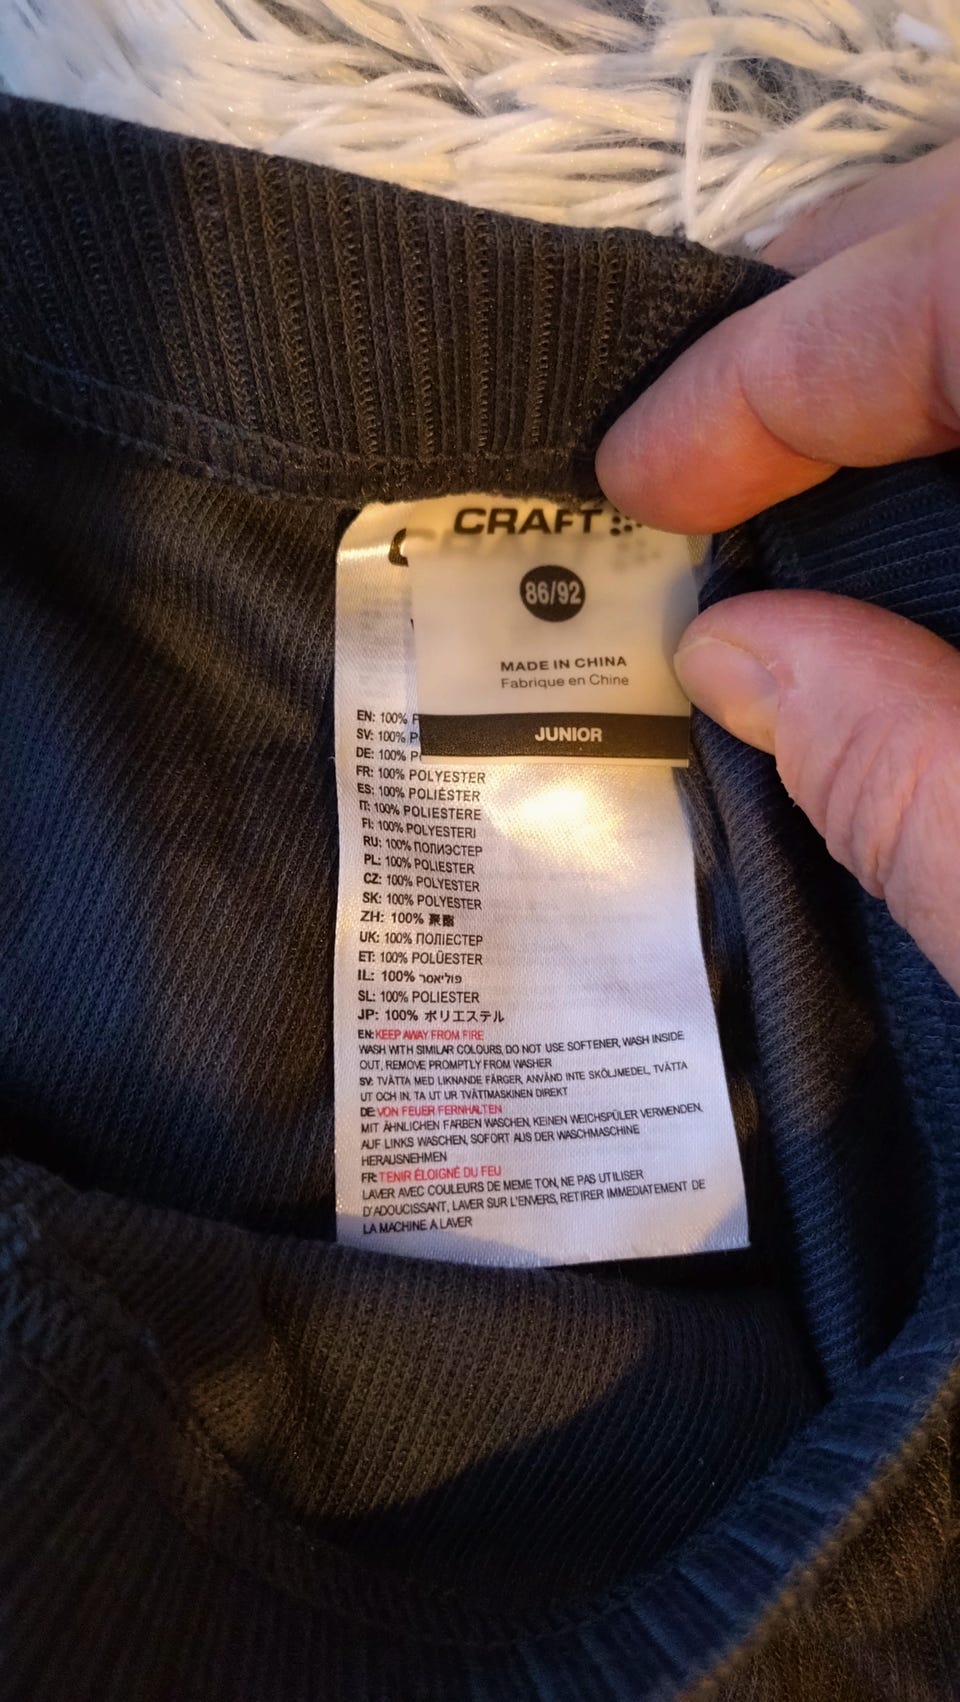 CRAFT
86/92
MADE IN CHINA
Fabrique en Chine
JUNIOR
EN: 100%
SV: 100%
DE: 100%
FR: 100% POLYESTER
ES: 100% POLIÉSTER
IT: 100% POLIESTERE
FI: 100% POLYESTERI
RU: 100% ПОЛИЭСТЕР
PL: 100% POLIESTER
CZ: 100% POLYESTER
SK: 100% POLYESTER
ZH: 100% 聚酯
UK: 100% ПОЛІЕСТЕР
ET: 100% POLÜESTER
IL: 100% פוליאסר
SL: 100% POLIESTER
JP: 100% ポリエステル
EN: KEEP AWAY FROM FIRE
WASH WITH SIMILAR COLOURS, DO NOT USE SOFTENER, WASH INSIDE
OUT, REMOVE PROMPTLY FROM WASHER
SV: TVÄTTA MED LIKNANDE FÄRGER, ANVÄND INTE SKÖLJMEDEL, TVÄTTA
UT OCH IN. TA UT UR TVÄTTMASKINEN DIREKT
DE: VON FEUER FERNHALTEN
MIT ÄHNLICHEN FARBEN WASCHEN, KEINEN WEICHSPÜLER VERWENDEN,
AUF LINKS WASCHEN, SOFORT AUS DER WASCHMASCHINE
HERAUSNEHMEN
FR: TENIR ÉLOIGNÉ DU FEU
LAVER AVEC COULEURS DE MEME TON, NE PAS UTILISER
D'ADOUCISSANT, LAVER SUR L'ENVERS, RETIRER IMMEDIATEMENT DE
LA MACHINE A LAVER